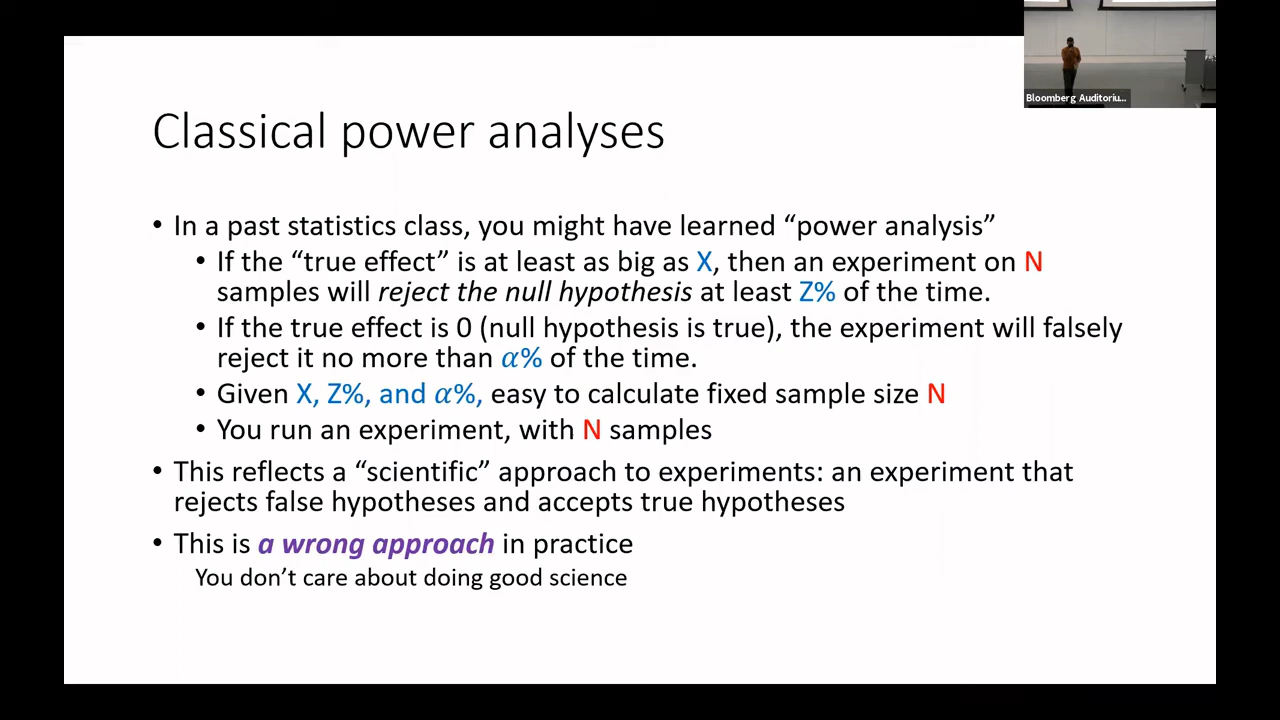 Bloomberg Auditoriu...
Classical power analyses
• In a past statistics class, you might have learned “power analysis”
• If the “true effect” is at least as big as X, then an experiment on N
samples will reject the null hypothesis at least Z% of the time.
• If the true effect is 0 (null hypothesis is true), the experiment will falsely
reject it no more than α% of the time.
• Given X, Z%, and α%, easy to calculate fixed sample size N
• You run an experiment, with N samples
• This reflects a “scientific” approach to experiments: an experiment that
rejects false hypotheses and accepts true hypotheses
• This is a wrong approach in practice
You don’t care about doing good science